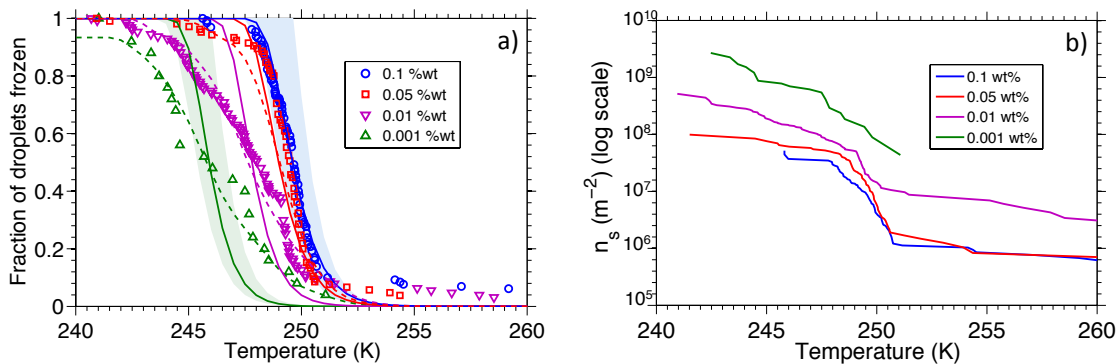 a)
Fraction of droplets frozen
1
0.8
0.6
0.4
0.2
0
0.1 %wt
0.05 %wt
0.01 %wt
0.001 %wt
240 245 250 255 260
Temperature (K)
b)
n_s (m⁻²) (log scale)
10¹⁰
10⁹
10⁸
10⁷
10⁶
10⁵
0.1 wt%
0.05 wt%
0.01 wt%
0.001 wt%
240 245 250 255 260
Temperature (K)